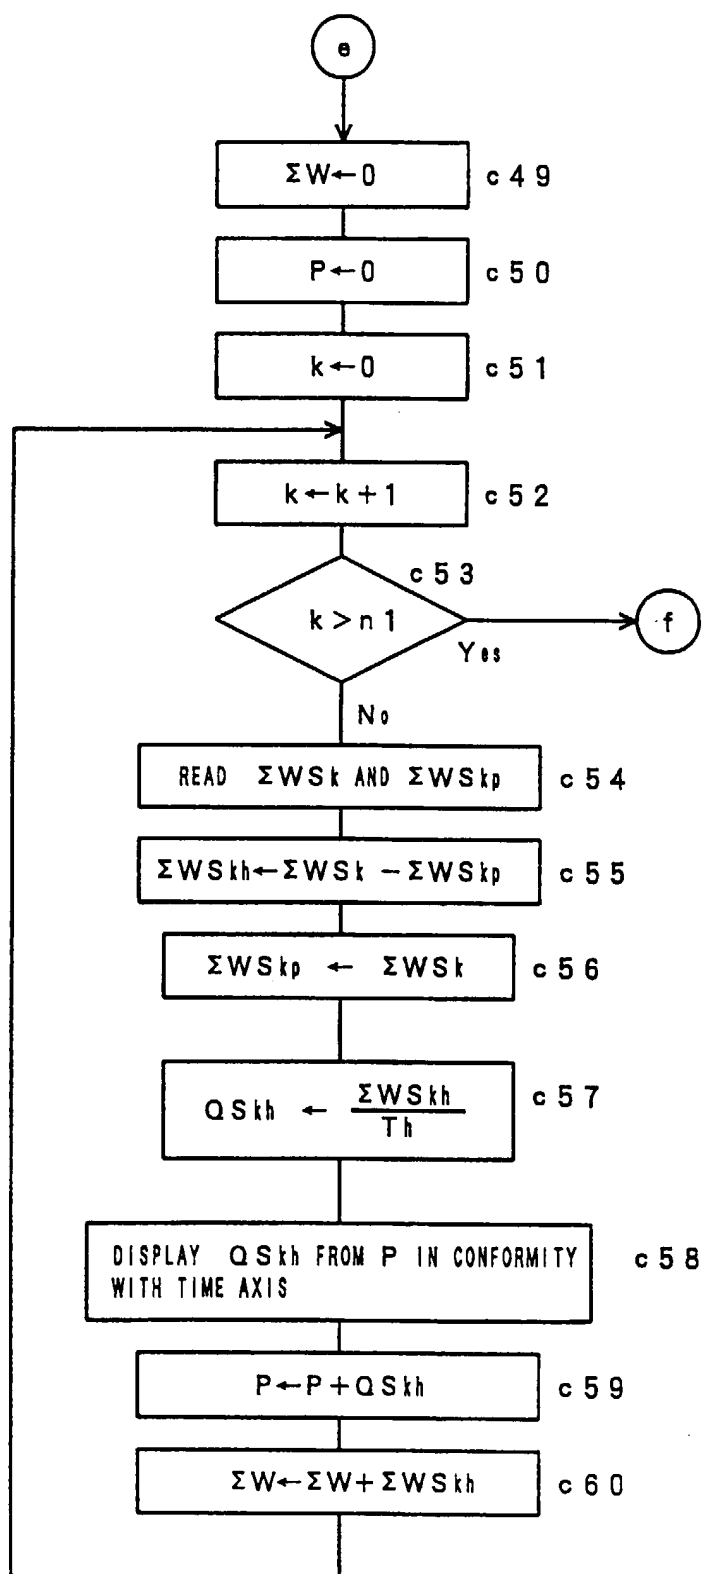 e
ΣW←0 c49
P←0 c50
k←0 c51
k←k+1 c52
c53
k>n1
f
Yes
No
READ ΣWSk AND ΣWSkp c54
ΣWSkh←ΣWSk −ΣWSkp c55
ΣWSkp ← ΣWSk c56
ΣWSkh c57
QSkh ←
Th
DISPLAY QSkh FROM P IN CONFORMITY c58
WITH TIME AXIS
P←P+QSkh c59
ΣW←ΣW+ΣWSkh c60